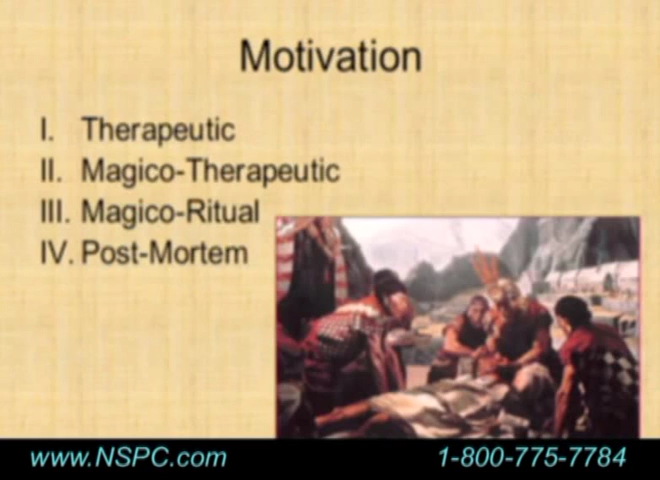 Motivation
I. Therapeutic
II. Magico-Therapeutic
III. Magico-Ritual
IV. Post-Mortem
www.NSPC.com
1-800-775-7784